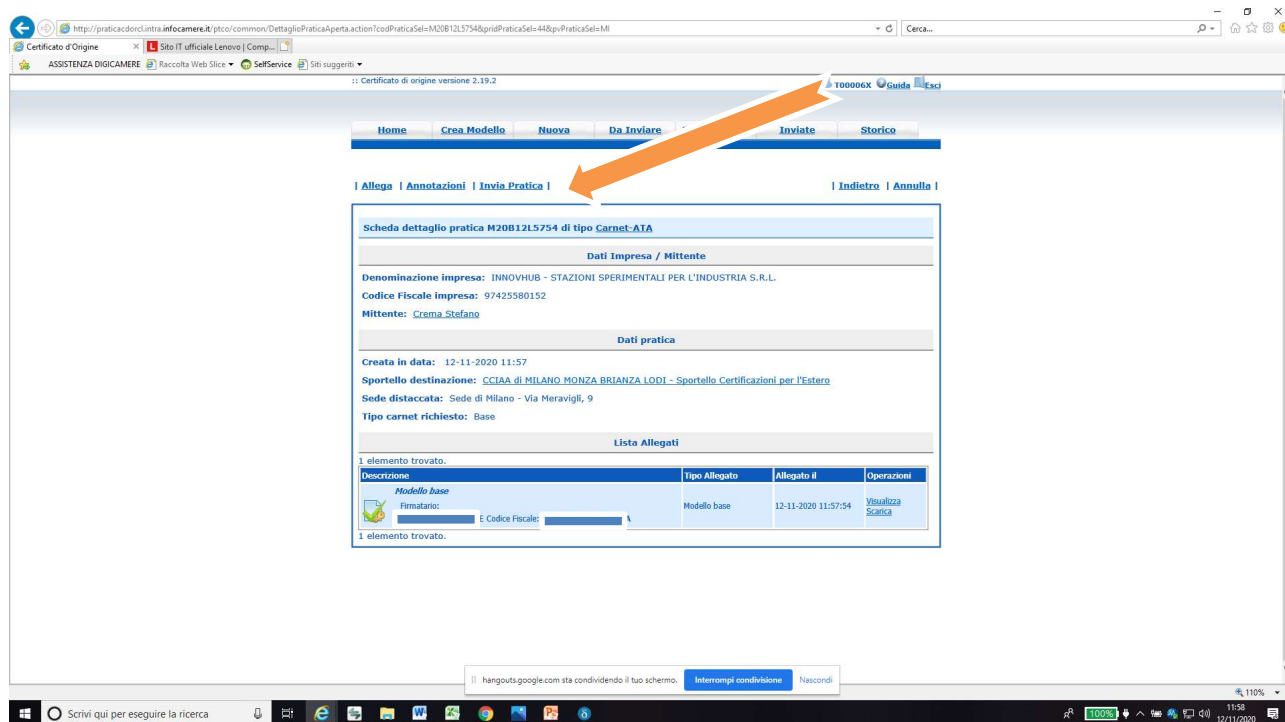 http://praticacdorcl.intra.infocamere.it/ptco/common/DettaglioPraticaAperta.action?codPraticaSel=M20B12L5754&pridPraticaSel=44&pvPraticaSel=MI
Cerca...
Certificato d'Origine
L Sito IT ufficiale Lenovo | Comp...
ASSISTENZA DIGICAMERE Raccolta Web Slice SelfService Siti suggeriti
:: Certificato di origine versione 2.19.2
T00006X Guida Esci
Home Crea Modello Nuova Da Inviare Inviate Storico
| Allega | Annotazioni | Invia Pratica | | Indietro | Annulla |
Scheda dettaglio pratica M20B12L5754 di tipo Carnet-ATA
Dati Impresa / Mittente
Denominazione impresa: INNOVHUB - STAZIONI SPERIMENTALI PER L'INDUSTRIA S.R.L.
Codice Fiscale impresa: 97425580152
Mittente: Crema Stefano
Dati pratica
Creata in data: 12-11-2020 11:57
Sportello destinazione: CCIAA di MILANO MONZA BRIANZA LODI - Sportello Certificazioni per l'Estero
Sede distaccata: Sede di Milano - Via Meravigli, 9
Tipo carnet richiesto: Base
Lista Allegati
1 elemento trovato.
Descrizione Tipo Allegato Allegato il Operazioni
Modello base
Firmatario:
Codice Fiscale:
Modello base 12-11-2020 11:57:54 Visualizza
Scarica
1 elemento trovato.
hangouts.google.com sta condividendo il tuo schermo. Interrompi condivisione Nascondi
110%
Scrivi qui per eseguire la ricerca
100%
11:58
12/11/2020